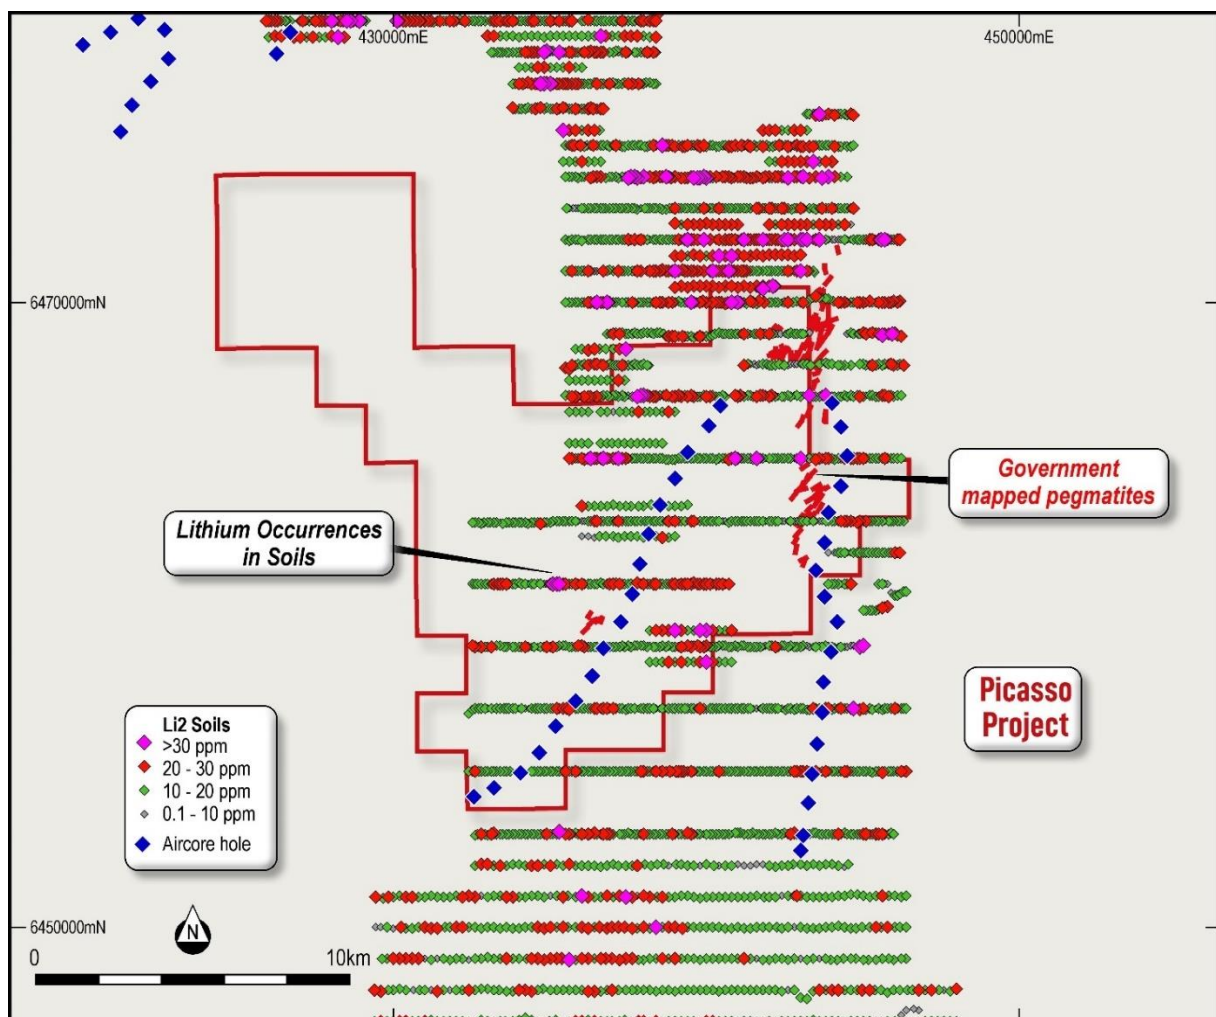 430000mE
450000mE
6470000mN
Government
mapped pegmatites
Lithium Occurrences
in Soils
Picasso
Project
Li2 Soils
>30 ppm
20 - 30 ppm
10 - 20 ppm
0.1 - 10 ppm
Aircore hole
6450000mN
N
0
10km